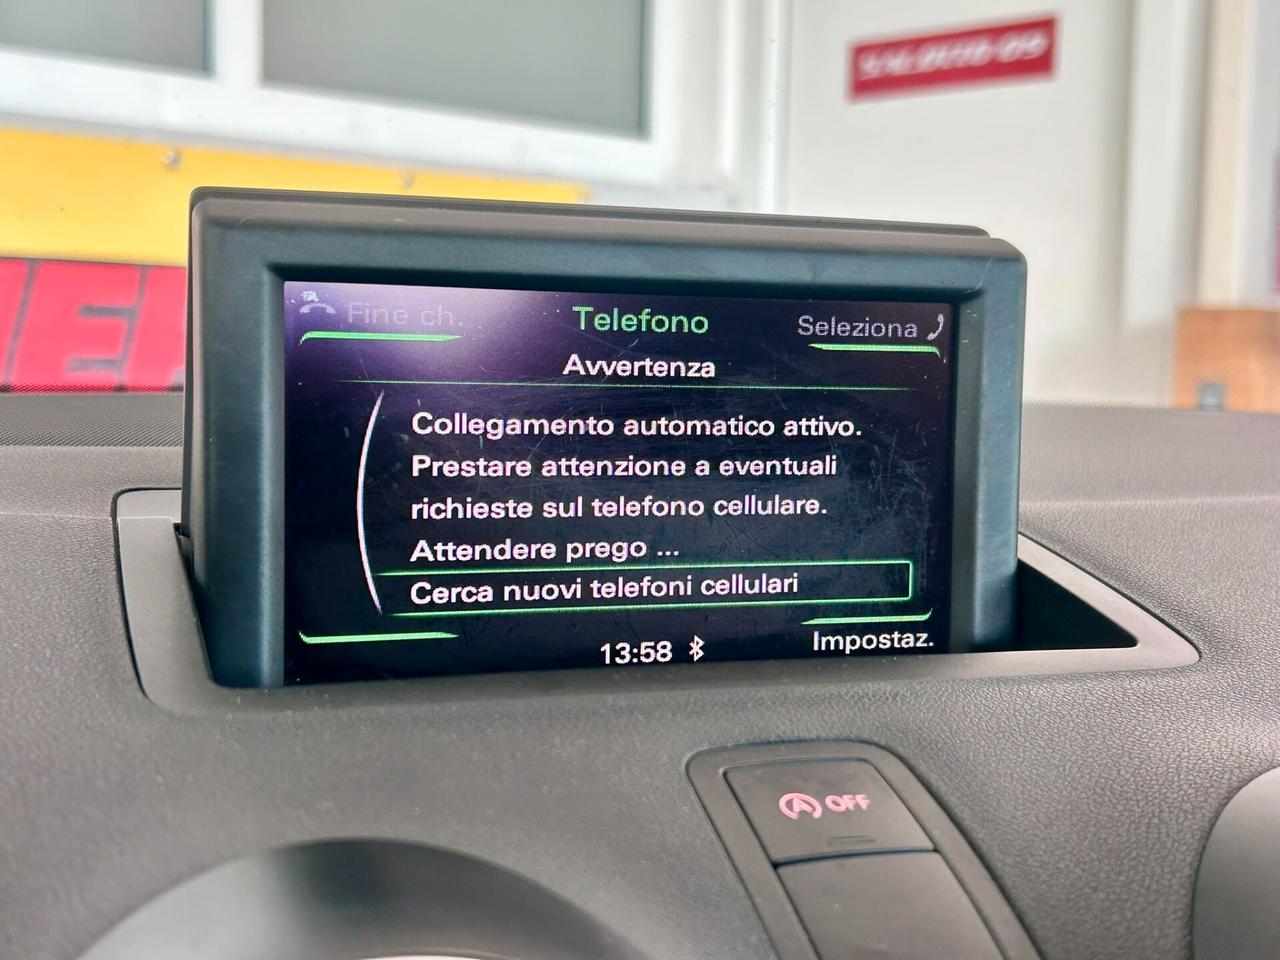 Fine ch.
Telefono
Seleziona
Avvertenza
Collegamento automatico attivo.
Prestare attenzione a eventuali
richieste sul telefono cellulare.
Attendere prego ...
Cerca nuovi telefoni cellulari
13:58
Impostaz.
A OFF